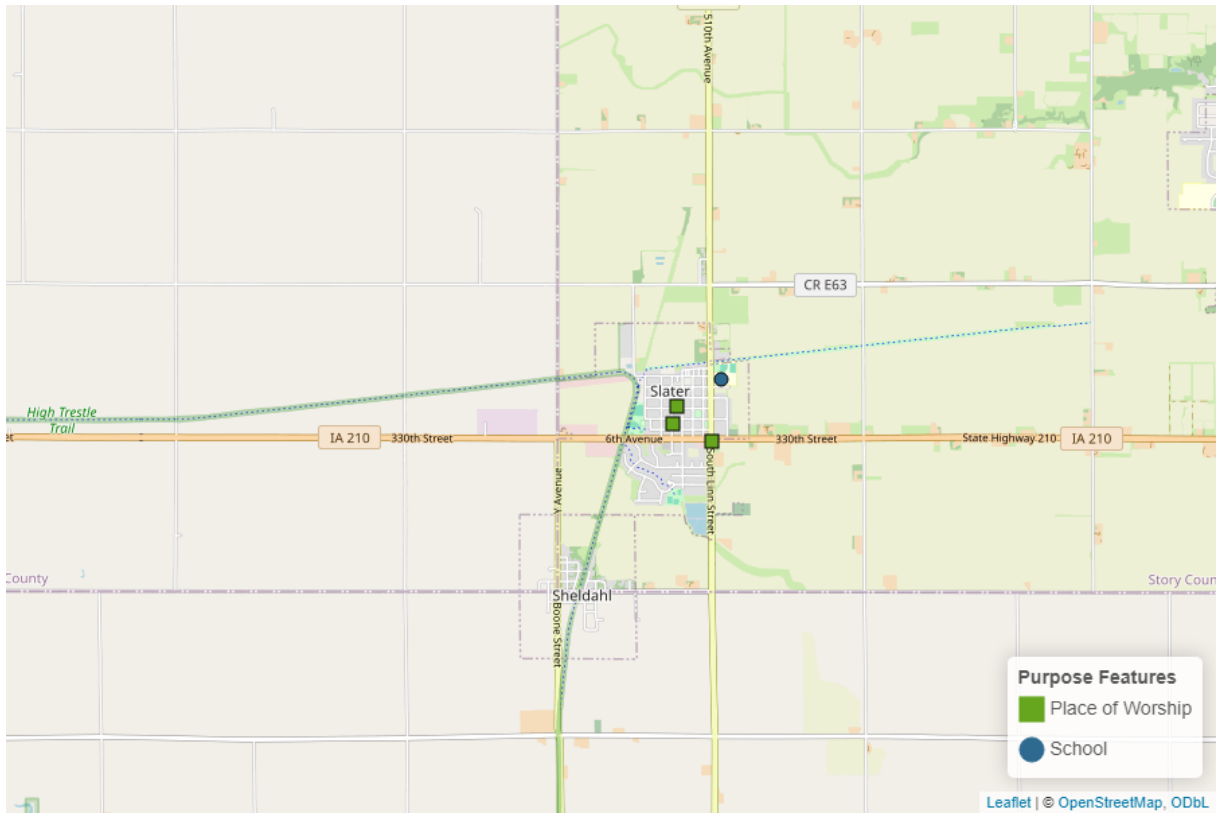 510th Avenue
CR E63
High Trestle
Trail
Slater
IA 210
330th Street
6th Avenue
330th Street
State Highway 210
IA 210
South Linn Street
Y Avenue
County
Story Coun
Sheldahl
Boone Street
Purpose Features
Place of Worship
School
Leaflet | © OpenStreetMap, ODbL